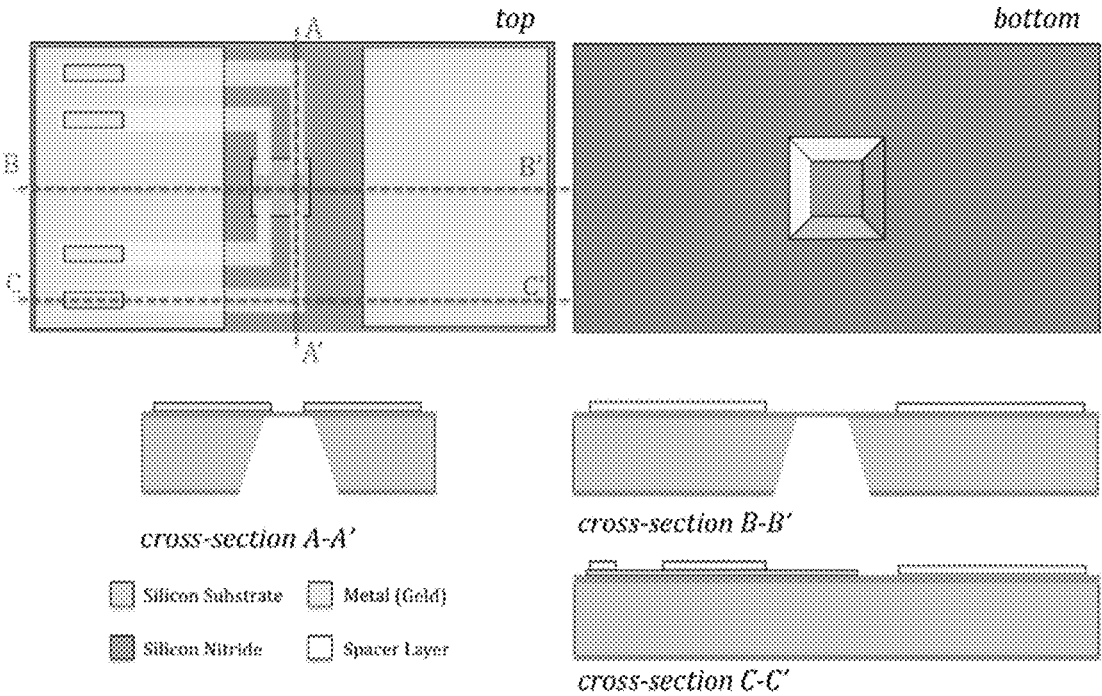 top
bottom
A
B
B'
C
C'
A'
cross-section A-A'
cross-section B-B'
Silicon Substrate
Metal (Gold)
Silicon Nitride
Spacer Layer
cross-section C-C'